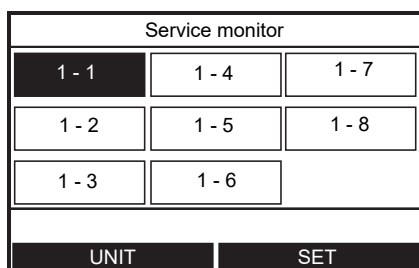 Service monitor
1 - 1 1 - 4 1 - 7
1 - 2 1 - 5 1 - 8
1 - 3 1 - 6
UNIT SET